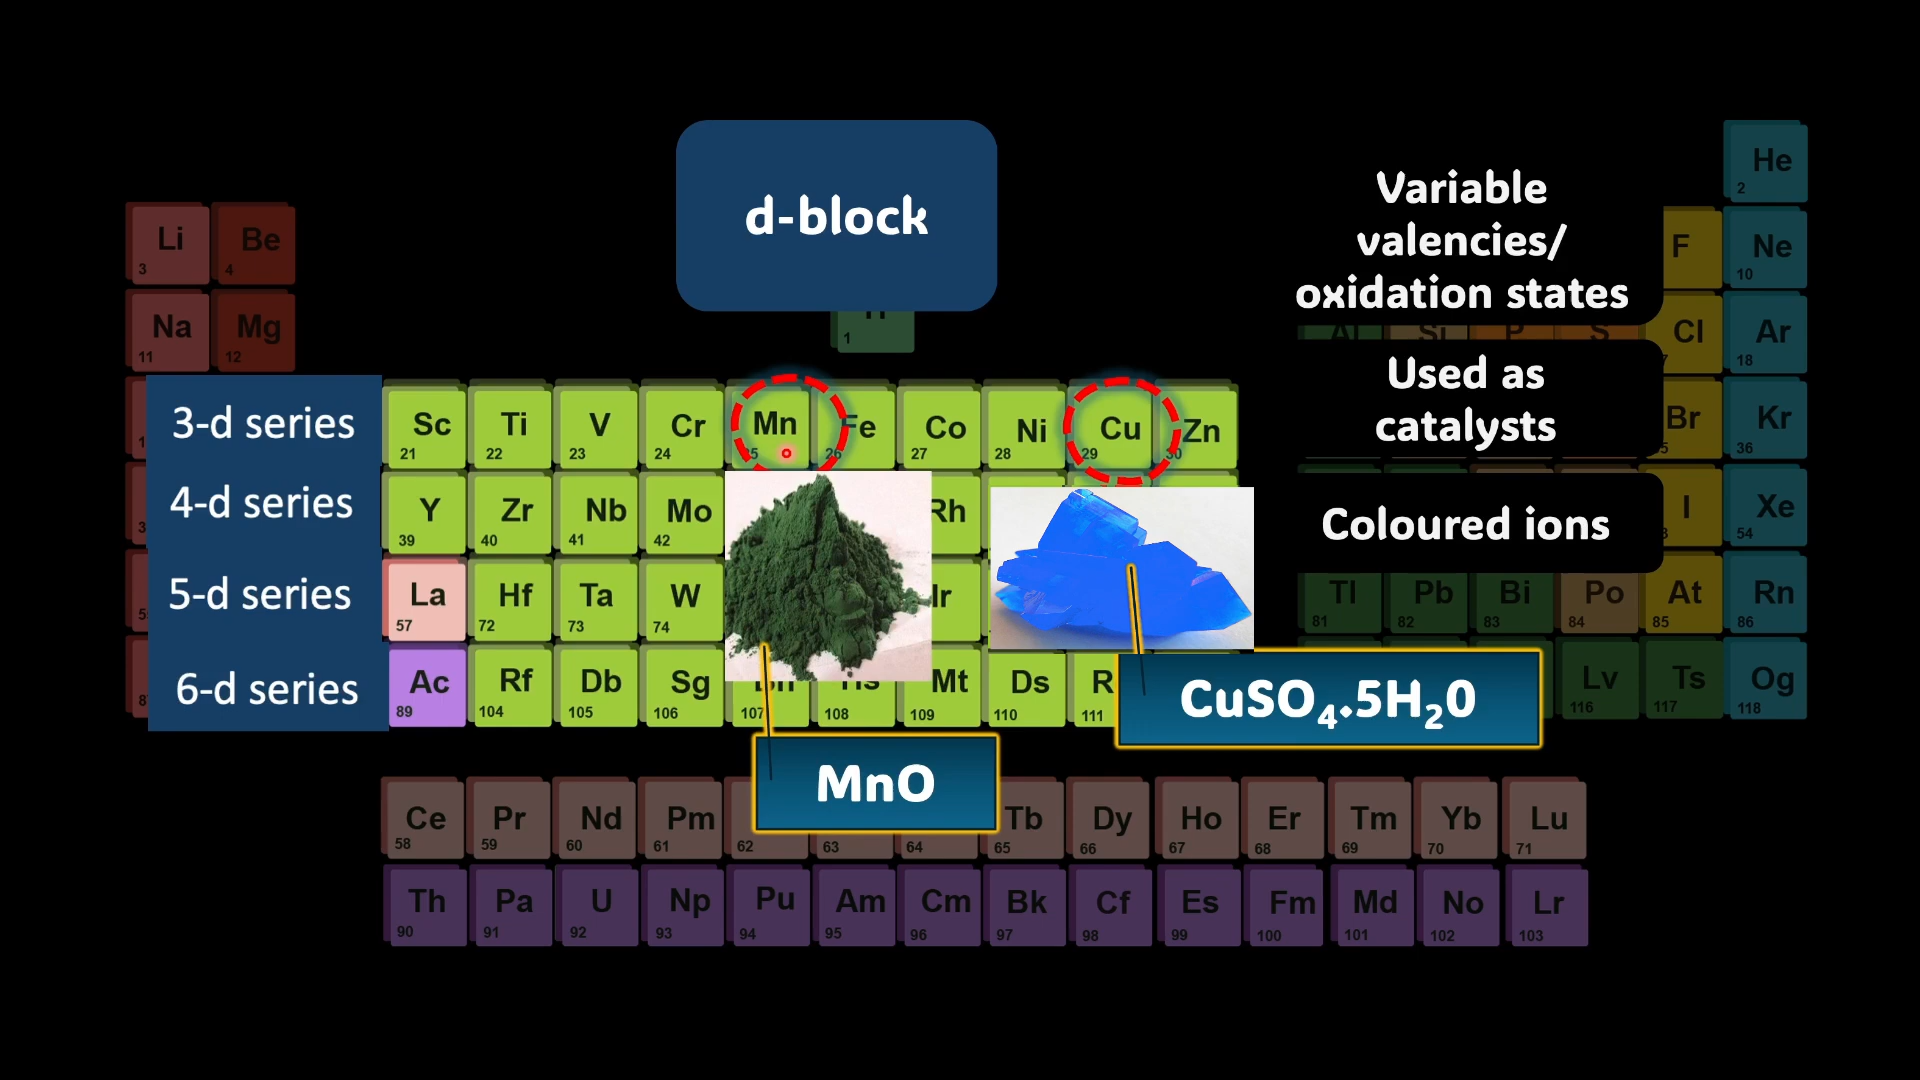 d-block
Variable
valencies/
oxidation states
Used as
catalysts
Coloured ions
He
2
Li
3
Be
4
F
Ne
10
Na
11
Mg
12
1
Al
Si
P
S
Cl
Ar
18
3-d series
Sc
21
Ti
22
V
23
Cr
24
Mn
Fe
26
Co
27
Ni
28
Cu
29
Zn
30
Br
Kr
36
4-d series
Y
39
Zr
40
Nb
41
Mo
42
Rh
I
Xe
54
5-d series
La
57
Hf
72
Ta
73
W
74
Ir
Tl
81
Pb
82
Bi
83
Po
84
At
85
Rn
86
6-d series
Ac
89
Rf
104
Db
105
Sg
106
Bh
107
Hs
108
Mt
109
Ds
110
R
111
Lv
116
Ts
117
Og
118
CuSO₄.5H₂0
MnO
Ce
58
Pr
59
Nd
60
Pm
61
62
63
64
Tb
65
Dy
66
Ho
67
Er
68
Tm
69
Yb
70
Lu
71
Th
90
Pa
91
U
92
Np
93
Pu
94
Am
95
Cm
96
Bk
97
Cf
98
Es
99
Fm
100
Md
101
No
102
Lr
103